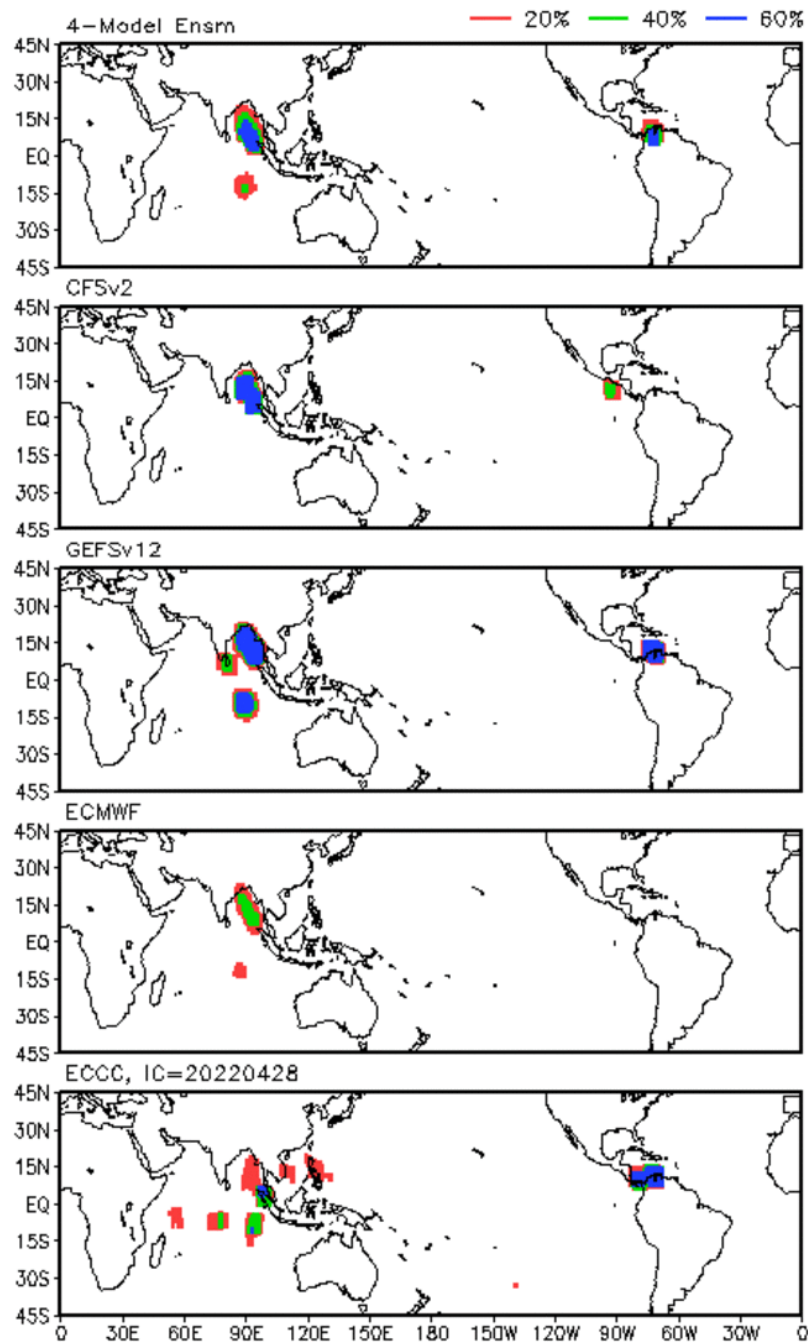 4-Model Ensm 20% 40% 60%
45N
30N
15N
EQ
15S
30S
45S
CFSv2
45N
30N
15N
EQ
15S
30S
45S
GEFSv12
45N
30N
15N
EQ
15S
30S
45S
ECMWF
45N
30N
15N
EQ
15S
30S
45S
ECCC, IC=20220428
45N
30N
15N
EQ
15S
30S
45S
0 30E 60E 90E 120E 150E 180 150W 120W 90W 60W 30W 0